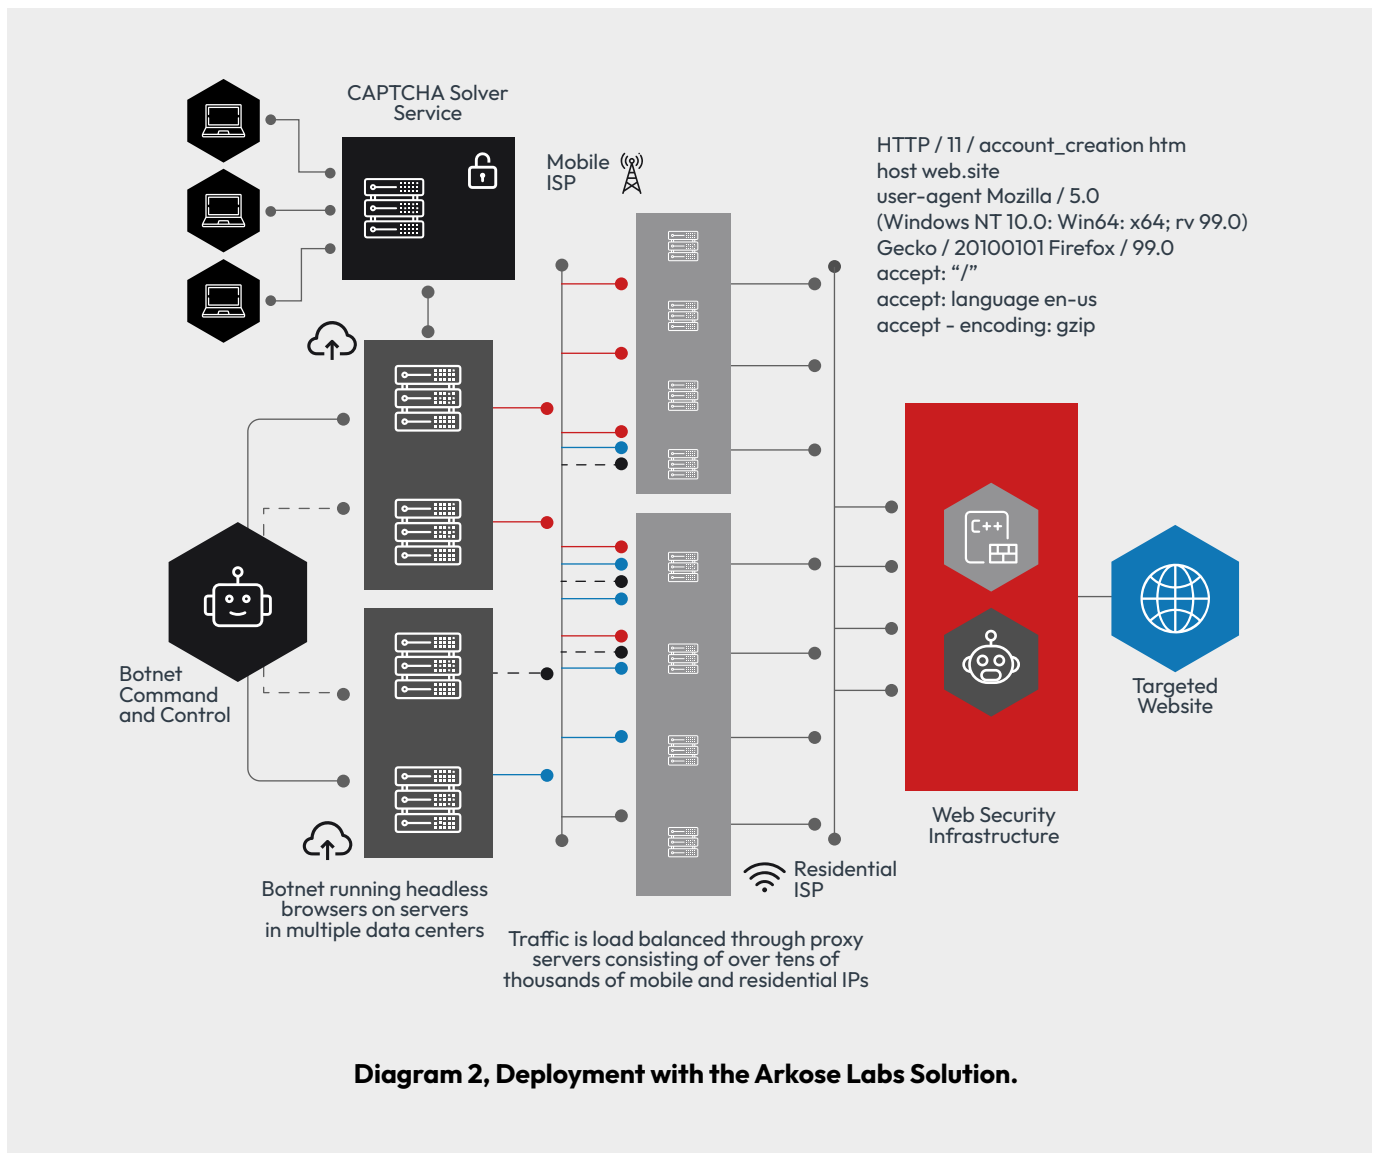 CAPTCHA Solver
Service
Mobile
ISP
HTTP / 11 / account_creation htm
host web.site
user-agent Mozilla / 5.0
(Windows NT 10.0: Win64: x64; rv 99.0)
Gecko / 20100101 Firefox / 99.0
accept: “/”
accept: language en-us
accept - encoding: gzip
C++
Botnet
Command
and Control
Targeted
Website
Web Security
Infrastructure
Residential
ISP
Botnet running headless
browsers on servers
in multiple data centers
Traffic is load balanced through proxy
servers consisting of over tens of
thousands of mobile and residential IPs
Diagram 2, Deployment with the Arkose Labs Solution.